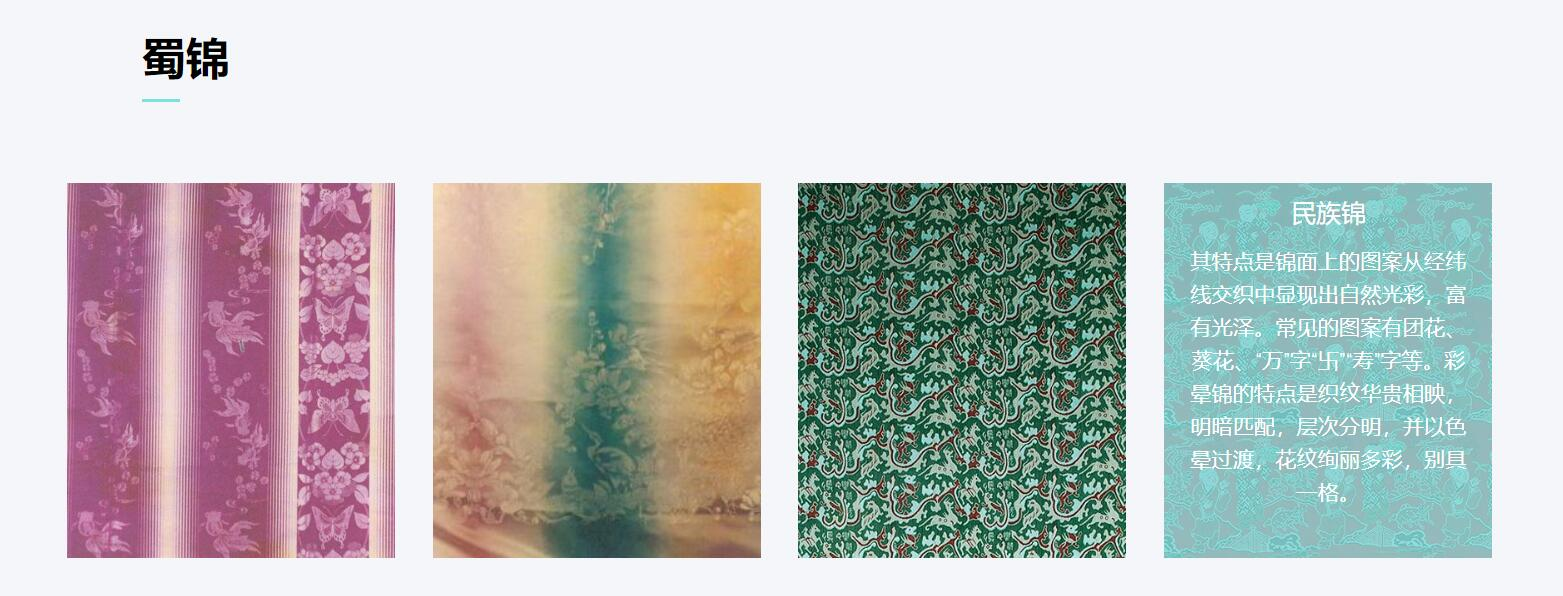 蜀锦
民族锦
其特点是锦面上的图案从经纬
线交织中显现出自然光彩，富
有光泽。常见的图案有团花、
葵花、“万”字“卐”“寿”字等。彩
晕锦的特点是织纹华贵相映，
明暗匹配，层次分明，并以色
晕过渡，花纹绚丽多彩，别具
一格。